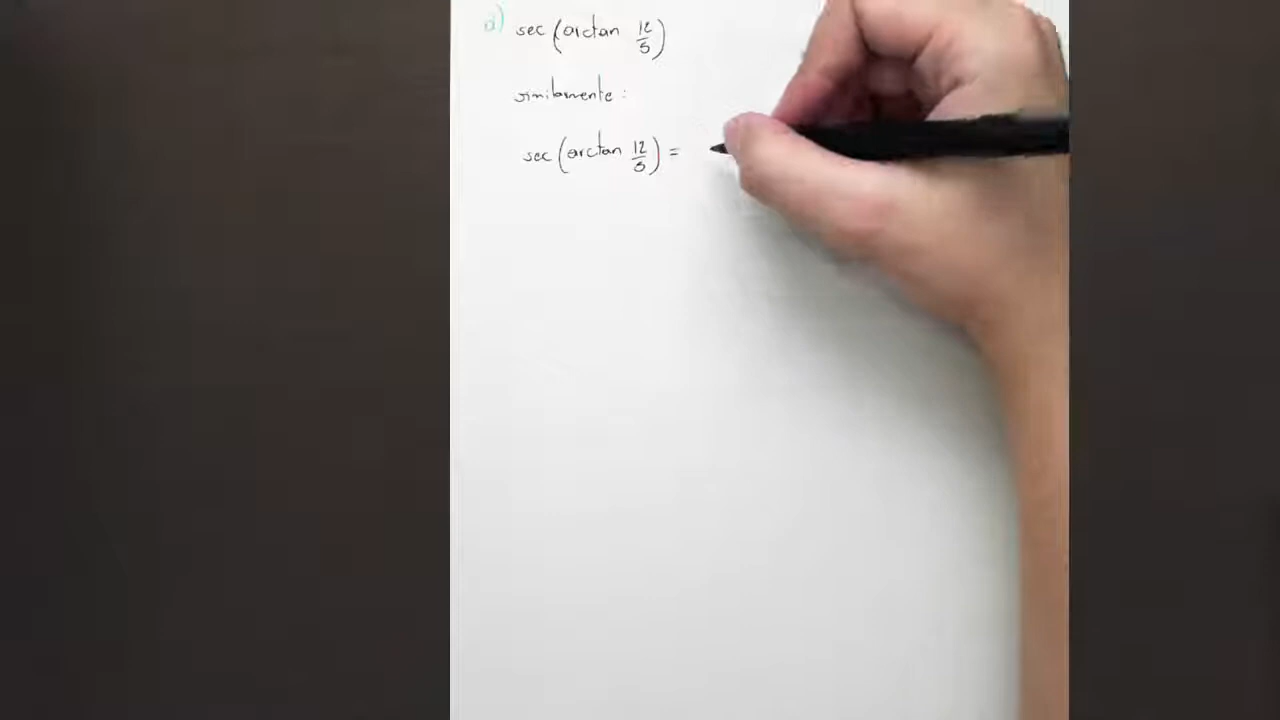 a) sec (arctan 12/5)
similarmente:
sec (arctan 12/5) =